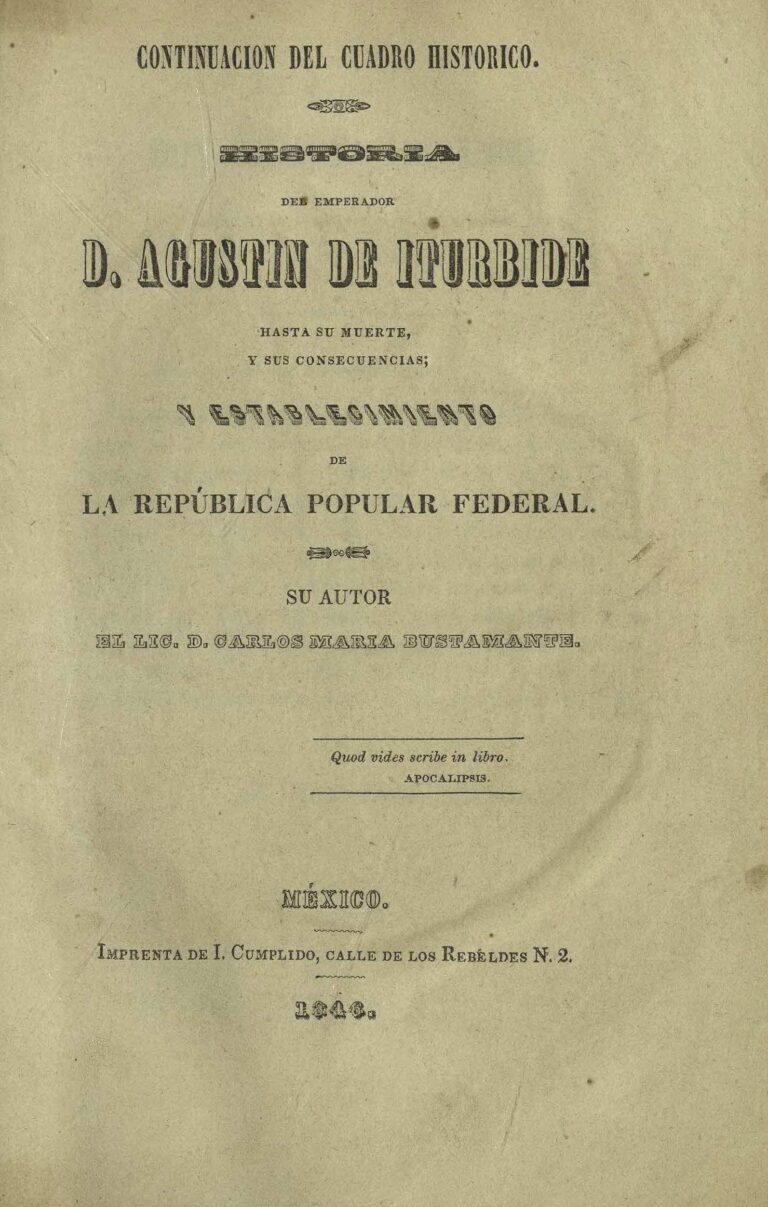 CONTINUACION DEL CUADRO HISTORICO.
HISTORIA
DEL EMPERADOR
D. AGUSTIN DE ITURBIDE
HASTA SU MUERTE,
Y SUS CONSECUENCIAS;
Y ESTABLECIMIENTO
DE
LA REPÚBLICA POPULAR FEDERAL.
SU AUTOR
EL LIC. D. CARLOS MARIA BUSTAMANTE.
Quod vides scribe in libro.
APOCALIPSIS.
MÉXICO.
IMPRENTA DE I. CUMPLIDO, CALLE DE LOS REBELDES N. 2.
1846.